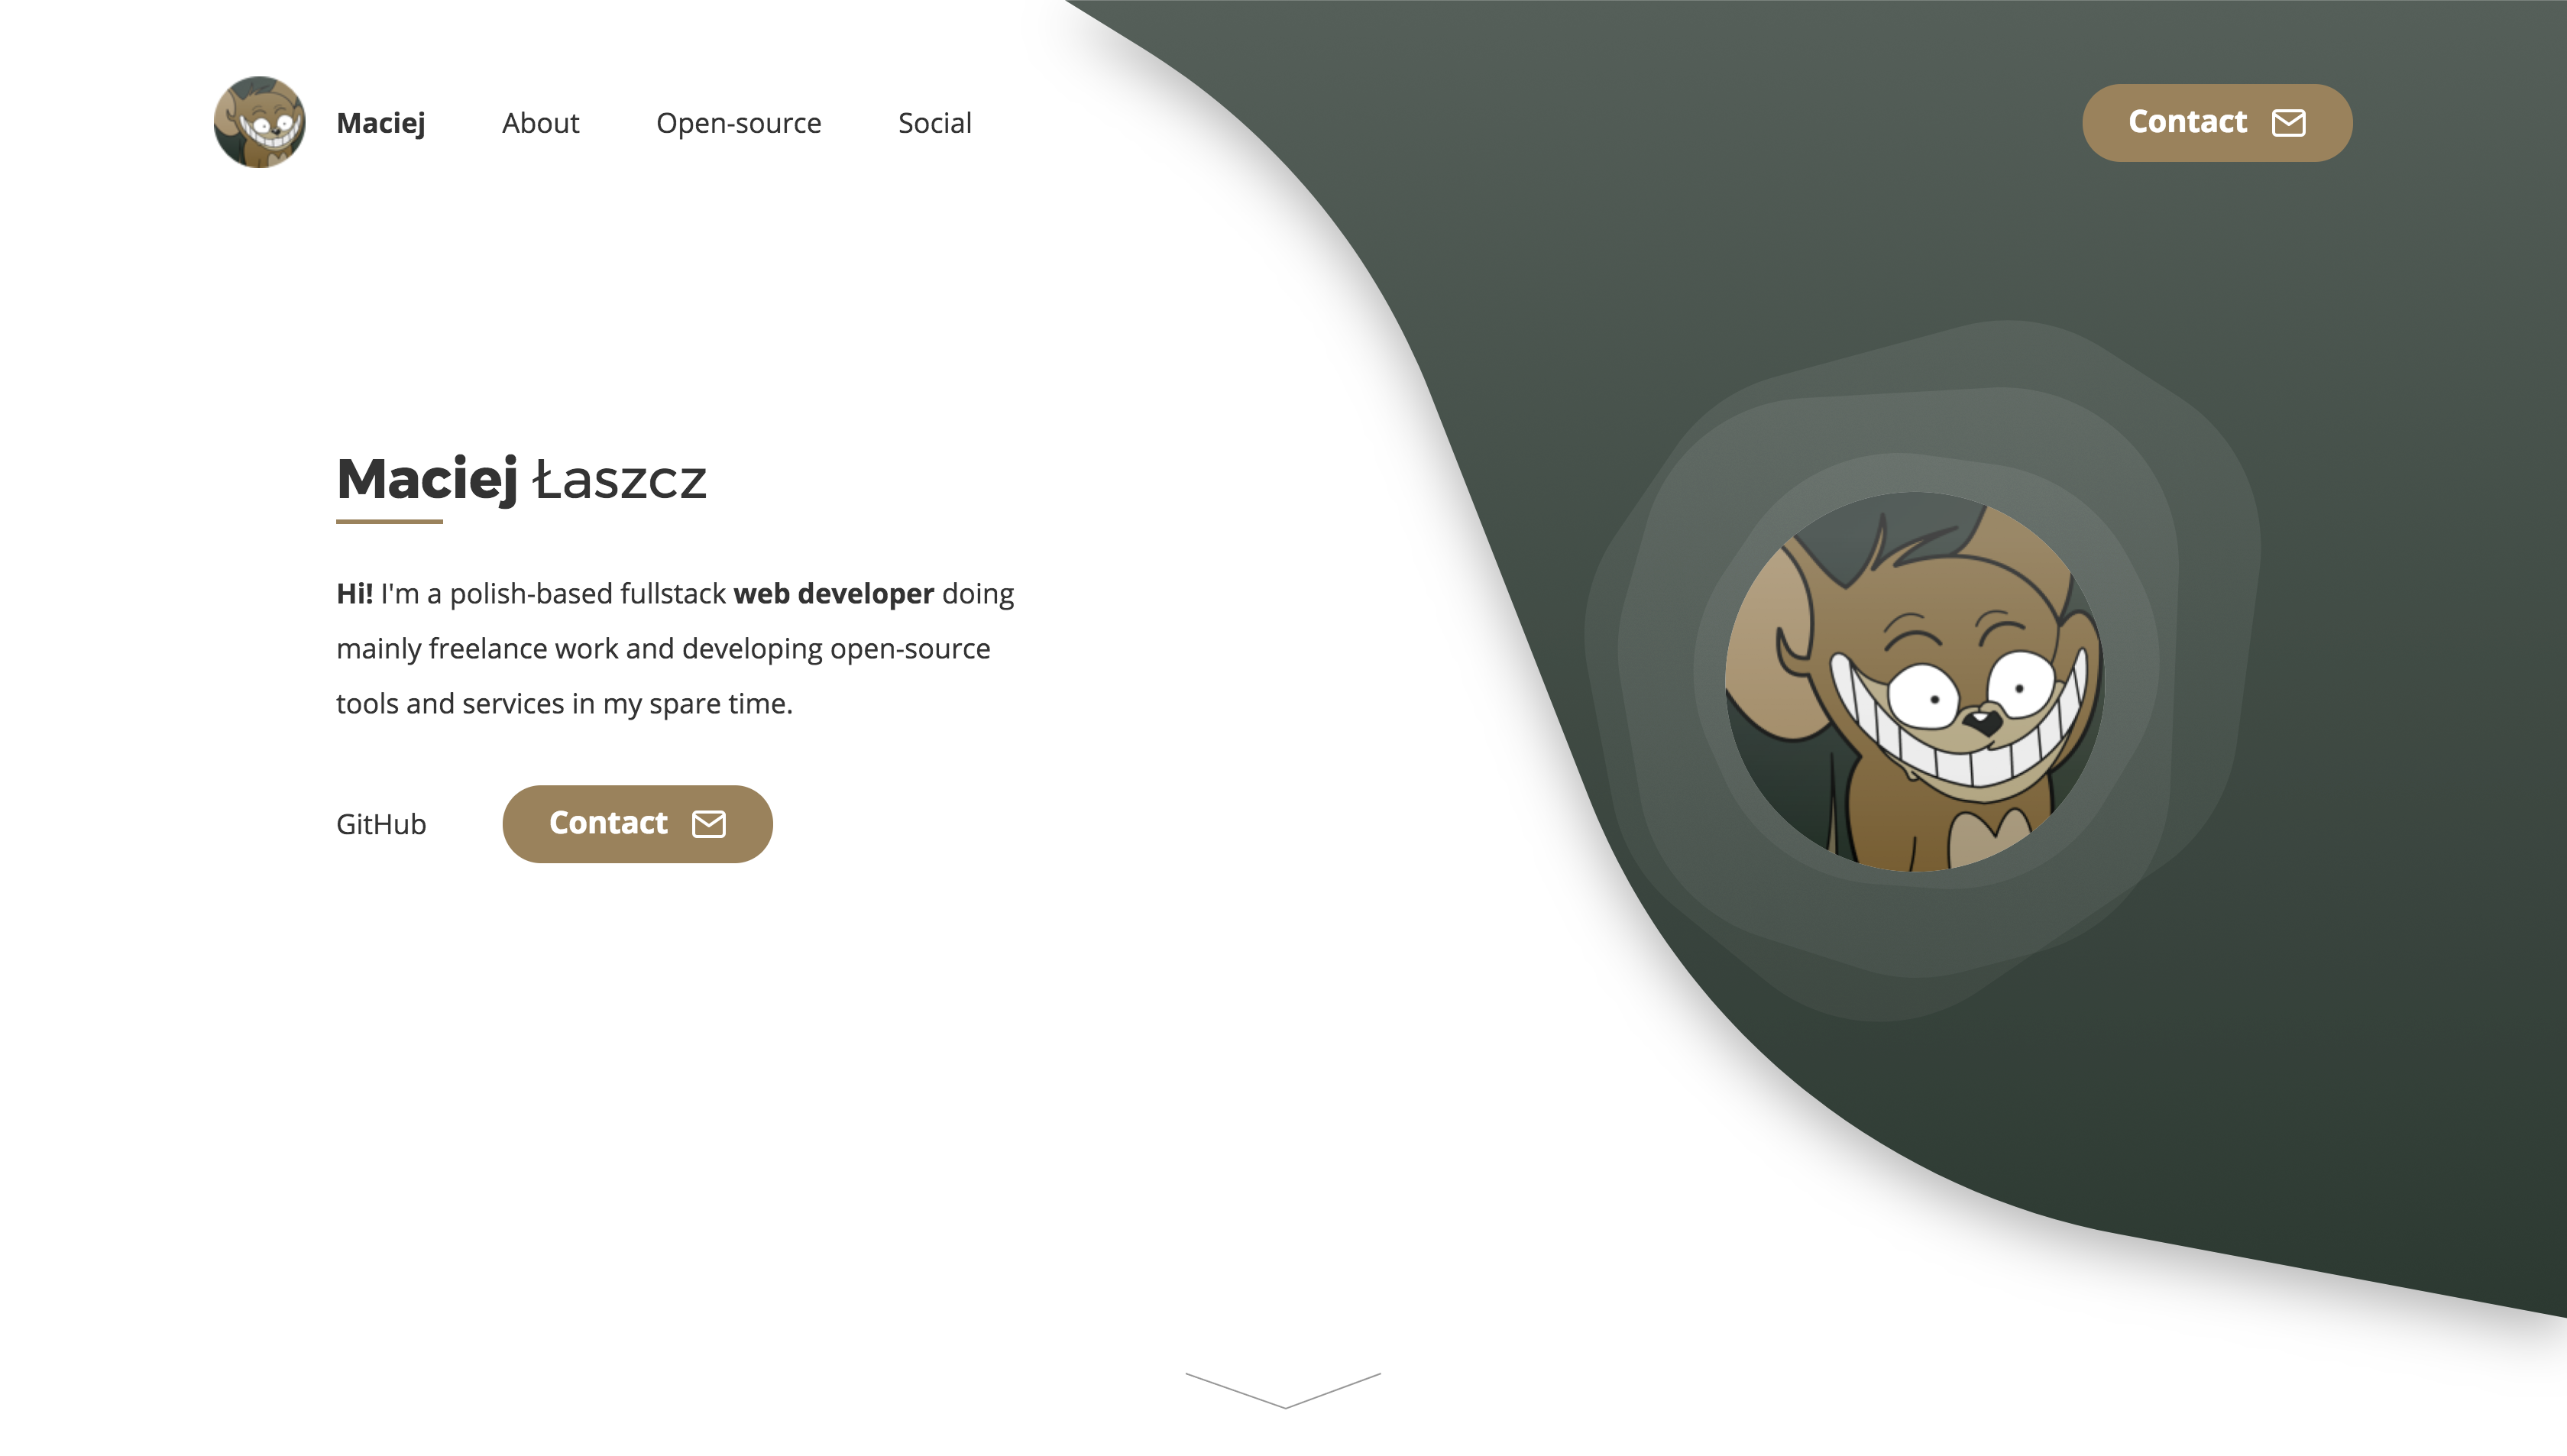 Maciej About Open-source Social Contact
Maciej Łaszcz
Hi! I'm a polish-based fullstack web developer doing
mainly freelance work and developing open-source
tools and services in my spare time.
GitHub Contact